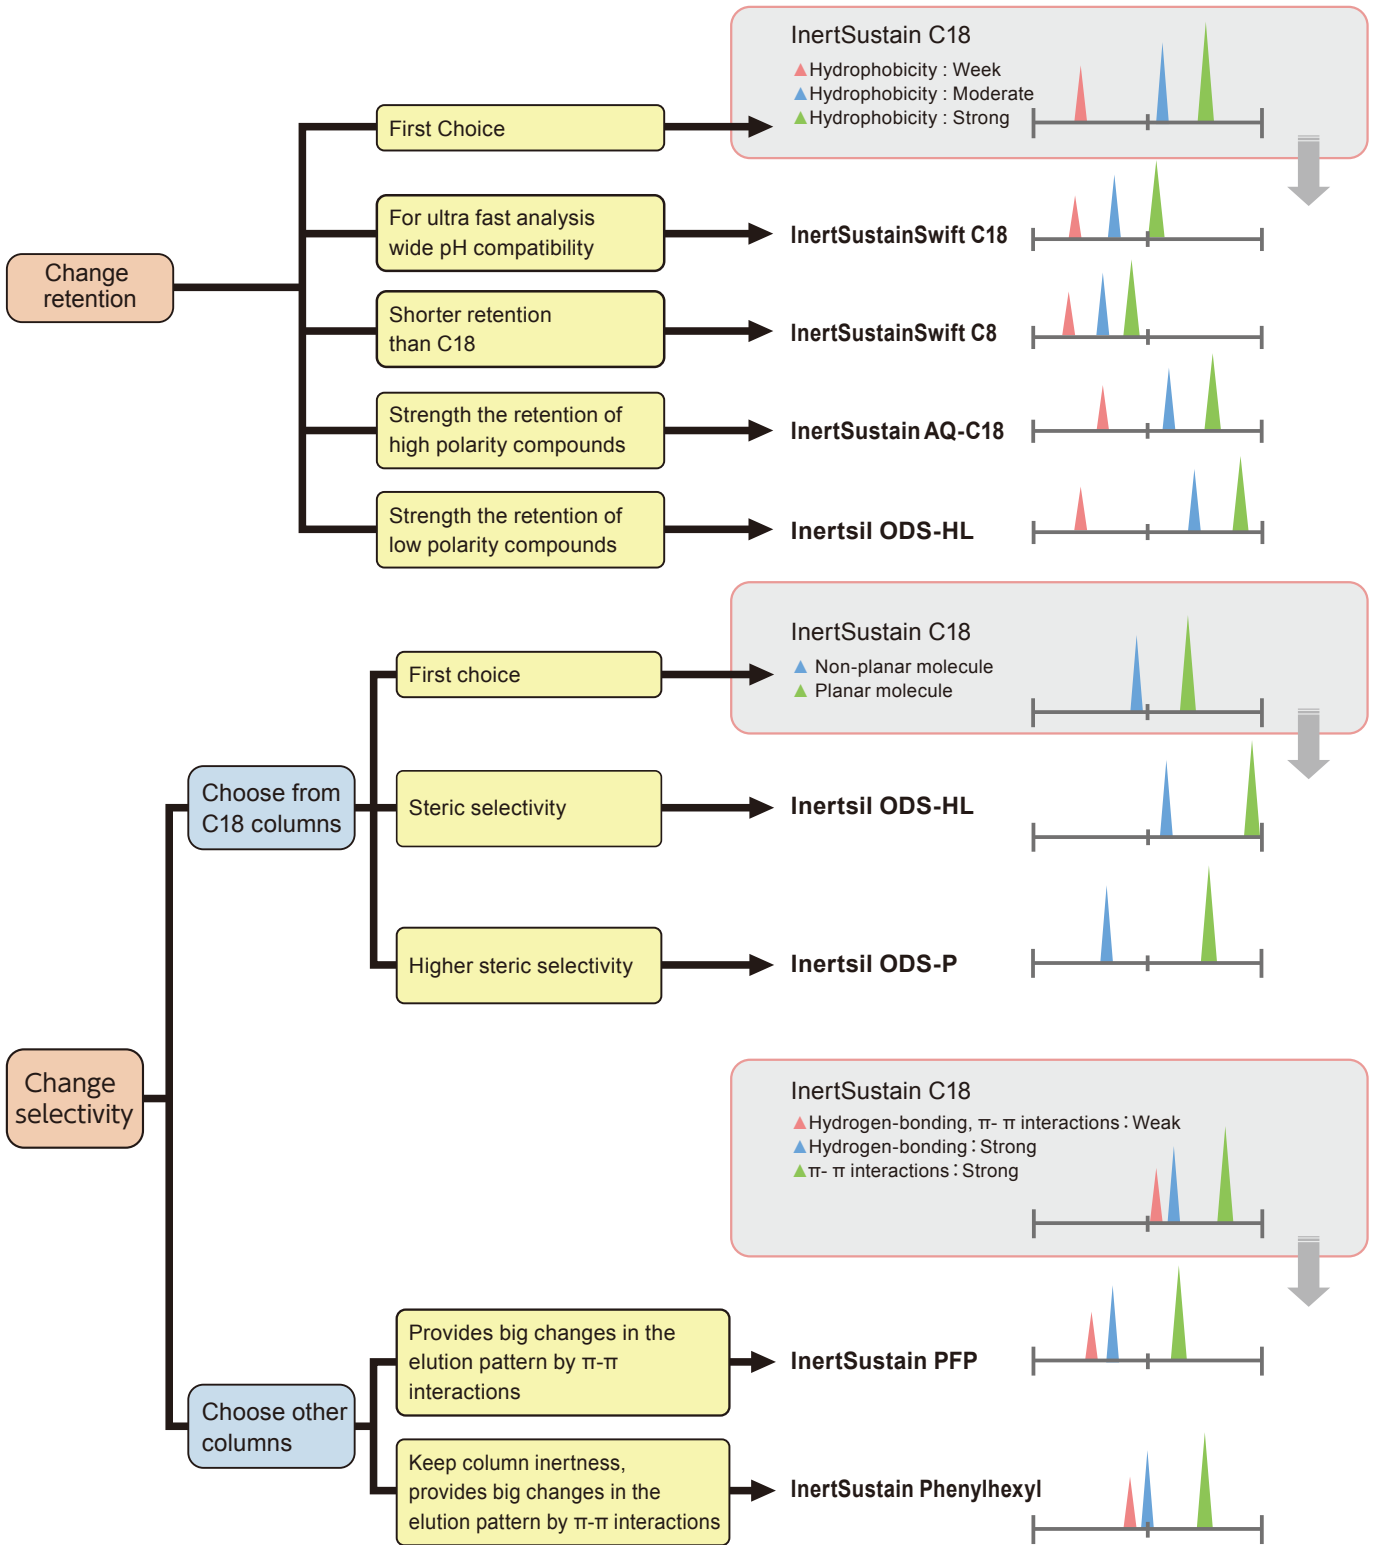 Change
retention
First Choice
InertSustain C18
Hydrophobicity : Week
Hydrophobicity : Moderate
Hydrophobicity : Strong
For ultra fast analysis
wide pH compatibility
InertSustainSwift C18
Shorter retention
than C18
InertSustainSwift C8
Strength the retention of
high polarity compounds
InertSustain AQ-C18
Strength the retention of
low polarity compounds
Inertsil ODS-HL
Change
selectivity
Choose from
C18 columns
First choice
InertSustain C18
Non-planar molecule
Planar molecule
Steric selectivity
Inertsil ODS-HL
Higher steric selectivity
Inertsil ODS-P
InertSustain C18
Hydrogen-bonding, π- π interactions：Weak
Hydrogen-bonding：Strong
π- π interactions：Strong
Choose other
columns
Provides big changes in the
elution pattern by π-π
interactions
InertSustain PFP
Keep column inertness,
provides big changes in the
elution pattern by π-π interactions
InertSustain Phenylhexyl